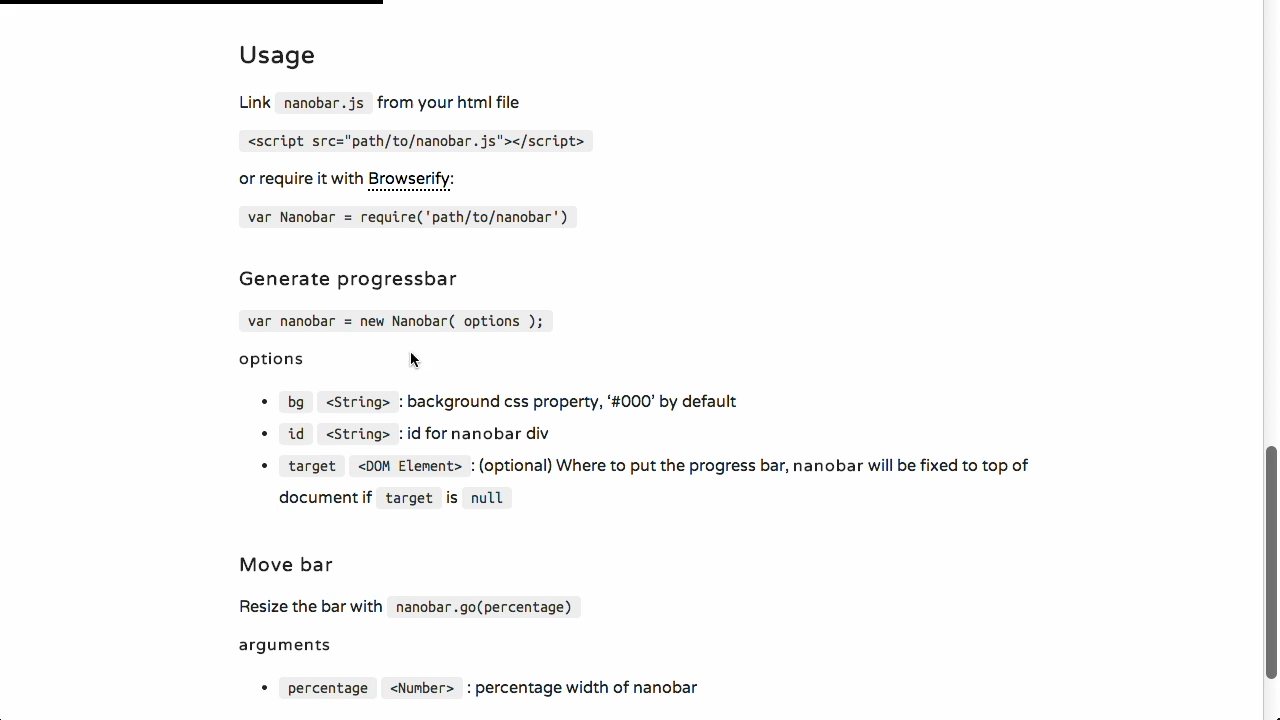 Usage
Link nanobar.js from your html file
<script src="path/to/nanobar.js"></script>
or require it with Browserify:
var Nanobar = require('path/to/nanobar')
Generate progressbar
var nanobar = new Nanobar( options );
options
• bg <String> : background css property, ‘#000’ by default
• id <String> : id for nanobar div
• target <DOM Element> : (optional) Where to put the progress bar, nanobar will be fixed to top of
document if target is null
Move bar
Resize the bar with nanobar.go(percentage)
arguments
• percentage <Number> : percentage width of nanobar